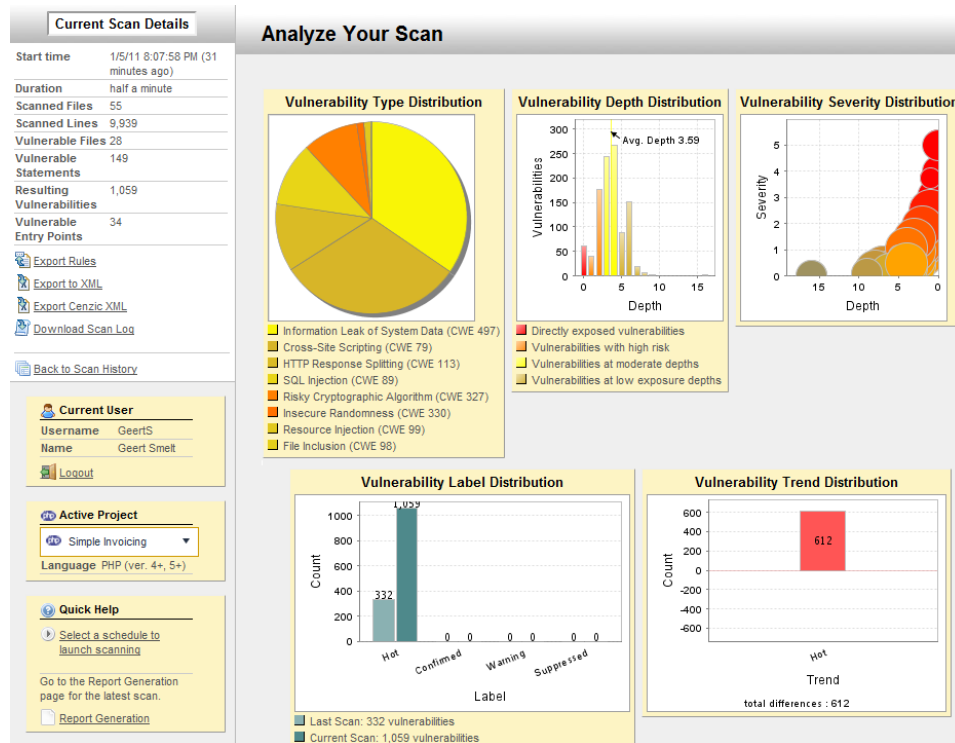 Current Scan Details
Start time 1/5/11 8:07:58 PM (31
minutes ago)
Duration half a minute
Scanned Files 55
Scanned Lines 9,939
Vulnerable Files 28
Vulnerable 149
Statements
Resulting 1,059
Vulnerabilities
Vulnerable 34
Entry Points
Export Rules
Export to XML
Export Cenzic XML
Download Scan Log
Back to Scan History
Current User
Username GeertS
Name Geert Smelt
Logout
php Active Project
php Simple Invoicing
Language PHP (ver. 4+, 5+)
Quick Help
Select a schedule to
launch scanning
Go to the Report Generation
page for the latest scan.
Report Generation
Analyze Your Scan
Vulnerability Type Distribution
Information Leak of System Data (CWE 497)
Cross-Site Scripting (CWE 79)
HTTP Response Splitting (CWE 113)
SQL Injection (CWE 89)
Risky Cryptographic Algorithm (CWE 327)
Insecure Randomness (CWE 330)
Resource Injection (CWE 99)
File Inclusion (CWE 98)
Vulnerability Depth Distribution
Vulnerabilities
300
250
200
150
100
50
0
Avg. Depth 3.59
0 5 10 15
Depth
Directly exposed vulnerabilities
Vulnerabilities with high risk
Vulnerabilities at moderate depths
Vulnerabilities at low exposure depths
Vulnerability Severity Distribution
Severity
5
4
3
2
1
0
15 10 5 0
Depth
Vulnerability Label Distribution
Count
1000
800
600
400
200
0
332 1,059
0 0 0 0 0 0
Hot Confirmed Warning Suppressed
Label
Last Scan: 332 vulnerabilities
Current Scan: 1,059 vulnerabilities
Vulnerability Trend Distribution
Count
600
400
200
0
-200
-400
-600
612
Hot
Trend
total differences : 612